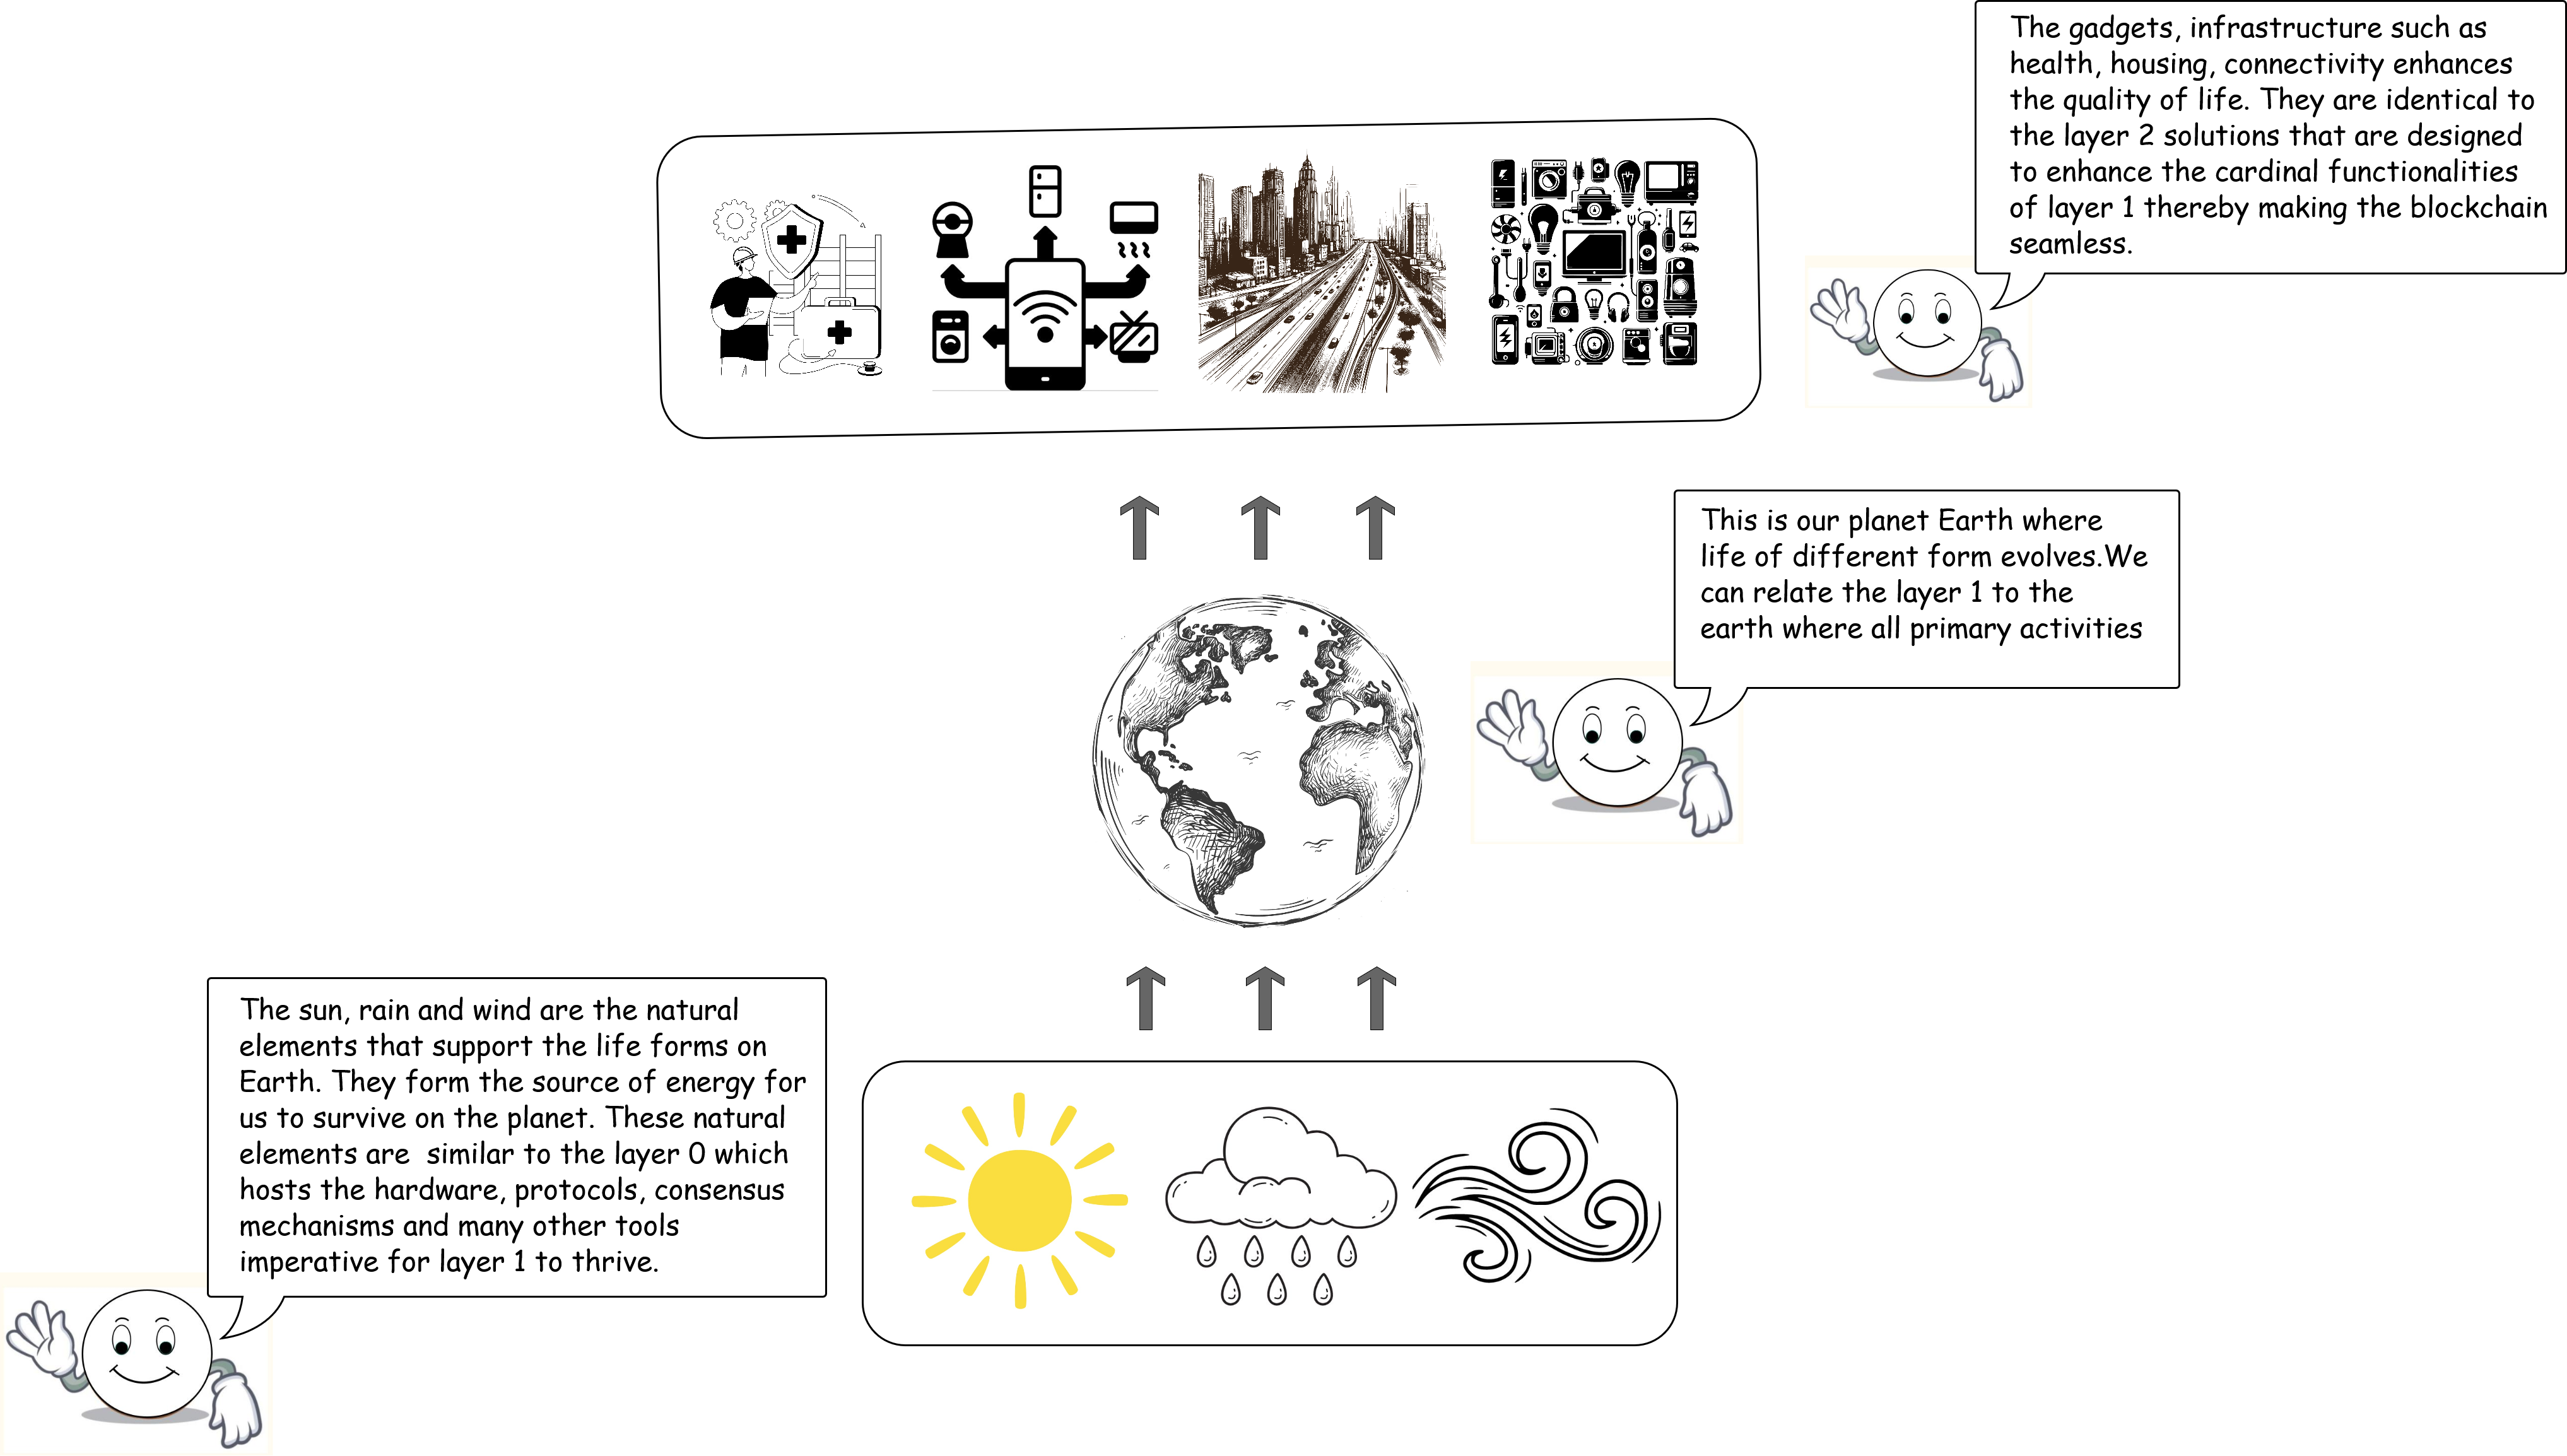 The gadgets, infrastructure such as
health, housing, connectivity enhances
the quality of life. They are identical to
the layer 2 solutions that are designed
to enhance the cardinal functionalities
of layer 1 thereby making the blockchain
seamless.
This is our planet Earth where
life of different form evolves.We
can relate the layer 1 to the
earth where all primary activities
The sun, rain and wind are the natural
elements that support the life forms on
Earth. They form the source of energy for
us to survive on the planet. These natural
elements are  similar to the layer 0 which
hosts the hardware, protocols, consensus
mechanisms and many other tools
imperative for layer 1 to thrive.